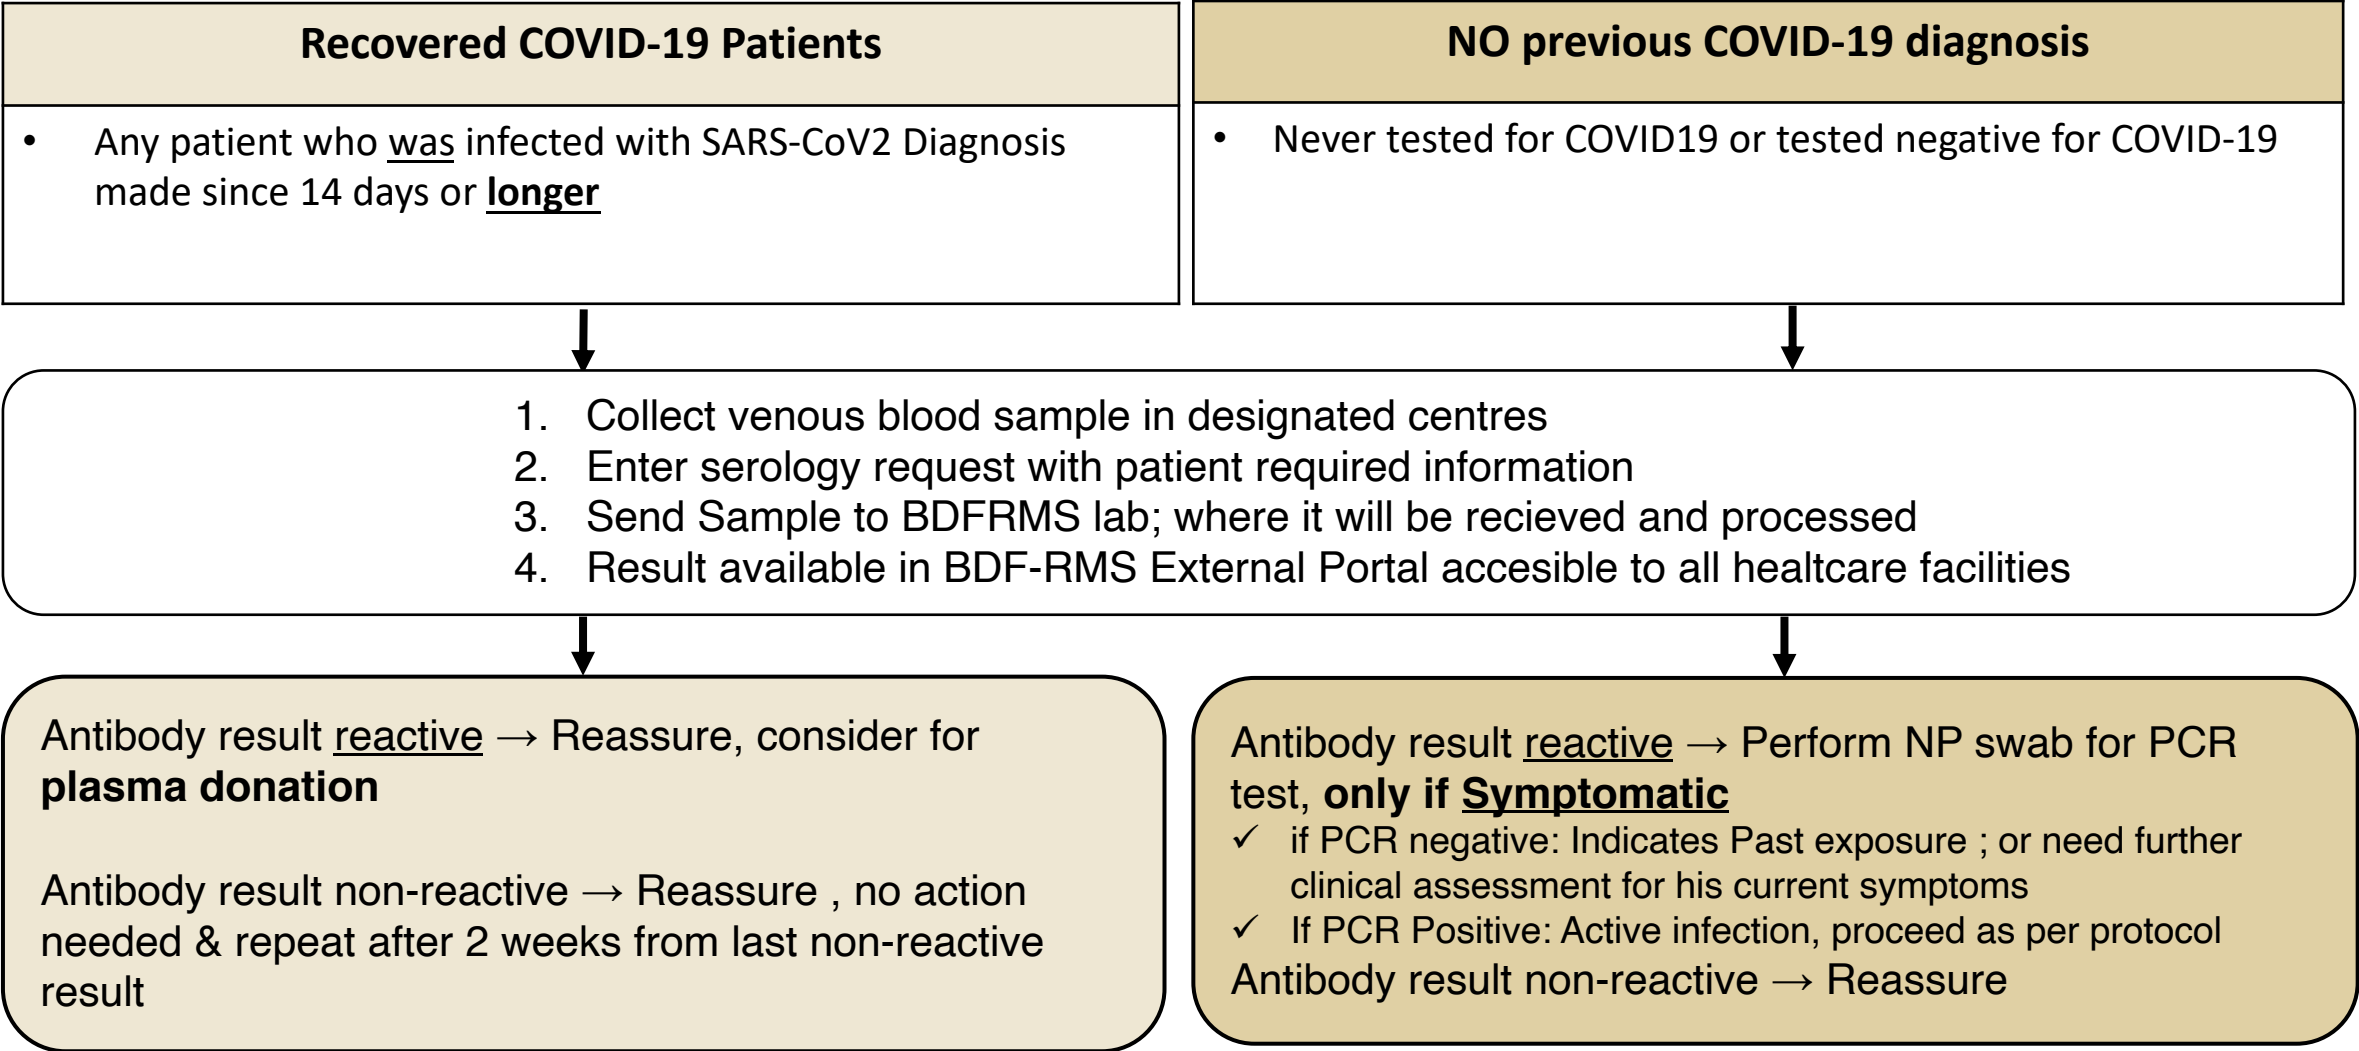 Recovered COVID-19 Patients
• Any patient who was infected with SARS-CoV2 Diagnosis
made since 14 days or longer
NO previous COVID-19 diagnosis
• Never tested for COVID19 or tested negative for COVID-19
1. Collect venous blood sample in designated centres
2. Enter serology request with patient required information
3. Send Sample to BDFRMS lab; where it will be recieved and processed
4. Result available in BDF-RMS External Portal accesible to all healtcare facilities
Antibody result reactive → Reassure, consider for
plasma donation
Antibody result non-reactive → Reassure , no action
needed & repeat after 2 weeks from last non-reactive
result
Antibody result reactive → Perform NP swab for PCR
test, only if Symptomatic
✓ if PCR negative: Indicates Past exposure ; or need further
clinical assessment for his current symptoms
✓ If PCR Positive: Active infection, proceed as per protocol
Antibody result non-reactive → Reassure